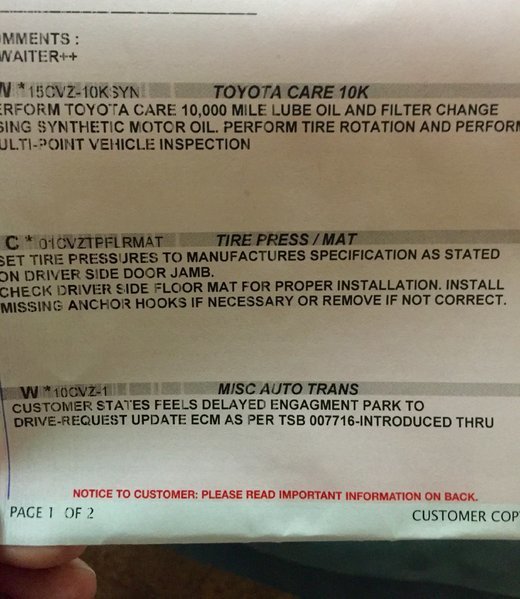 MMENTS :
WAITER++
W * 15CVZ-10KSYN TOYOTA CARE 10K
ERFORM TOYOTA CARE 10,000 MILE LUBE OIL AND FILTER CHANGE
SING SYNTHETIC MOTOR OIL. PERFORM TIRE ROTATION AND PERFORM
ULTI-POINT VEHICLE INSPECTION
C * 01CVZTPFLRMAT TIRE PRESS / MAT
SET TIRE PRESSURES TO MANUFACTURES SPECIFICATION AS STATED
ON DRIVER SIDE DOOR JAMB.
CHECK DRIVER SIDE FLOOR MAT FOR PROPER INSTALLATION. INSTALL
MISSING ANCHOR HOOKS IF NECESSARY OR REMOVE IF NOT CORRECT.
W * 10CVZ-1 MISC AUTO TRANS
CUSTOMER STATES FEELS DELAYED ENGAGMENT PARK TO
DRIVE-REQUEST UPDATE ECM AS PER TSB 007716-INTRODUCED THRU
NOTICE TO CUSTOMER: PLEASE READ IMPORTANT INFORMATION ON BACK.
PAGE 1 OF 2 CUSTOMER COP